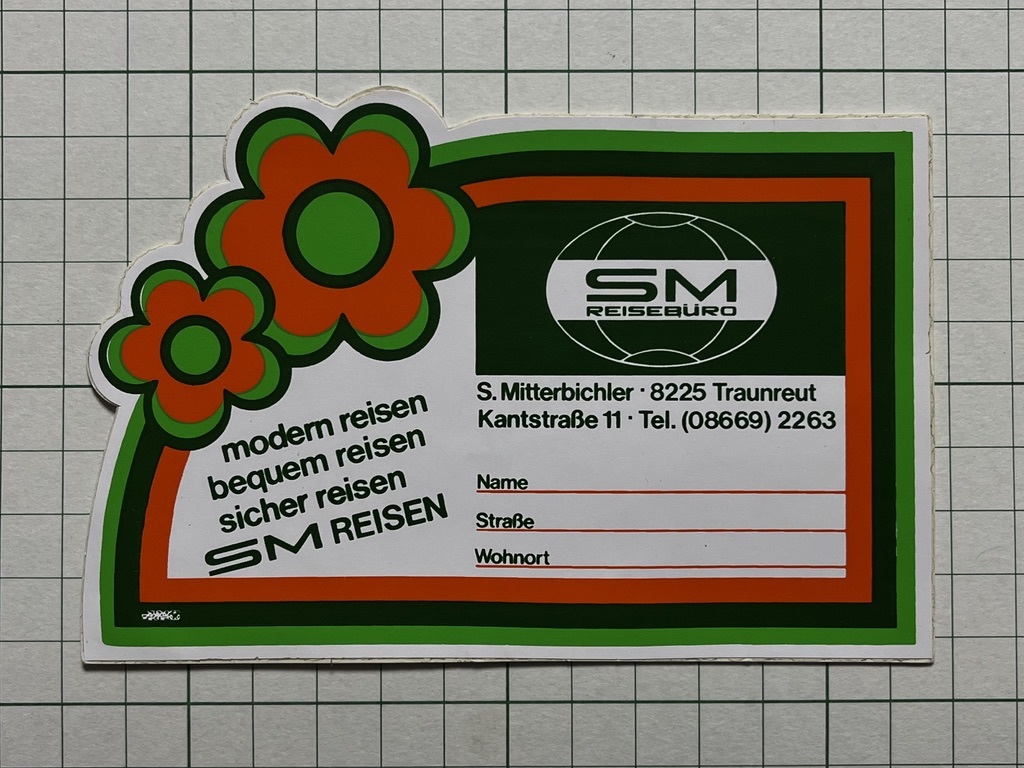 SM
REISEBÜRO
S. Mitterbichler · 8225 Traunreut
Kantstraße 11 · Tel. (08669) 2263
modern reisen
bequem reisen
sicher reisen
SM REISEN
Name
Straße
Wohnort